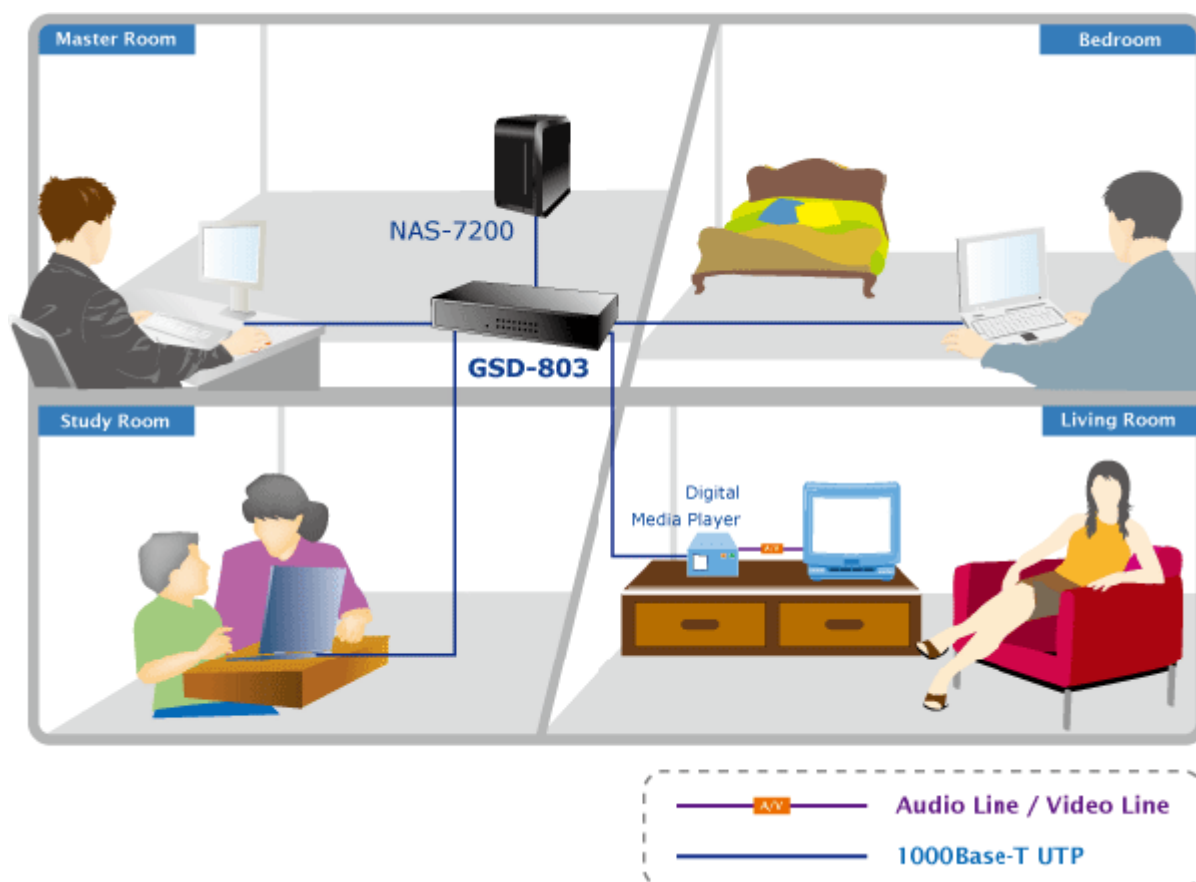 Master Room
Bedroom
NAS-7200
GSD-803
Study Room
Living Room
Digital
Media Player
A/V
A/V Audio Line / Video Line
1000Base-T UTP